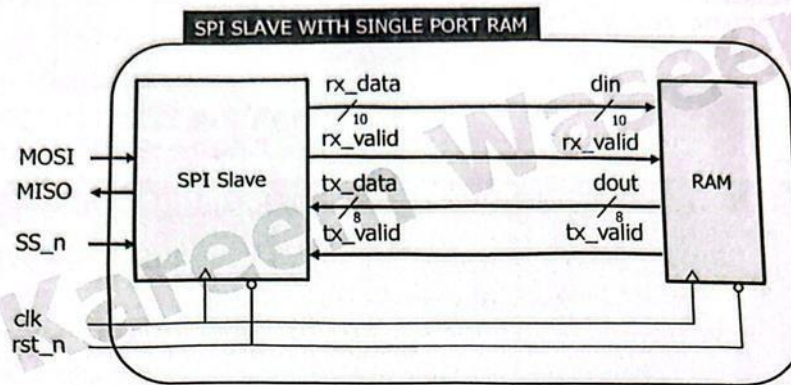 SPI SLAVE WITH SINGLE PORT RAM
rx_data
din
10
10
rx_valid
rx_valid
MOSI
SPI Slave
RAM
MISO
tx_data
dout
8
8
tx_valid
tx_valid
SS_n
clk
rst_n
Kareem Waseem